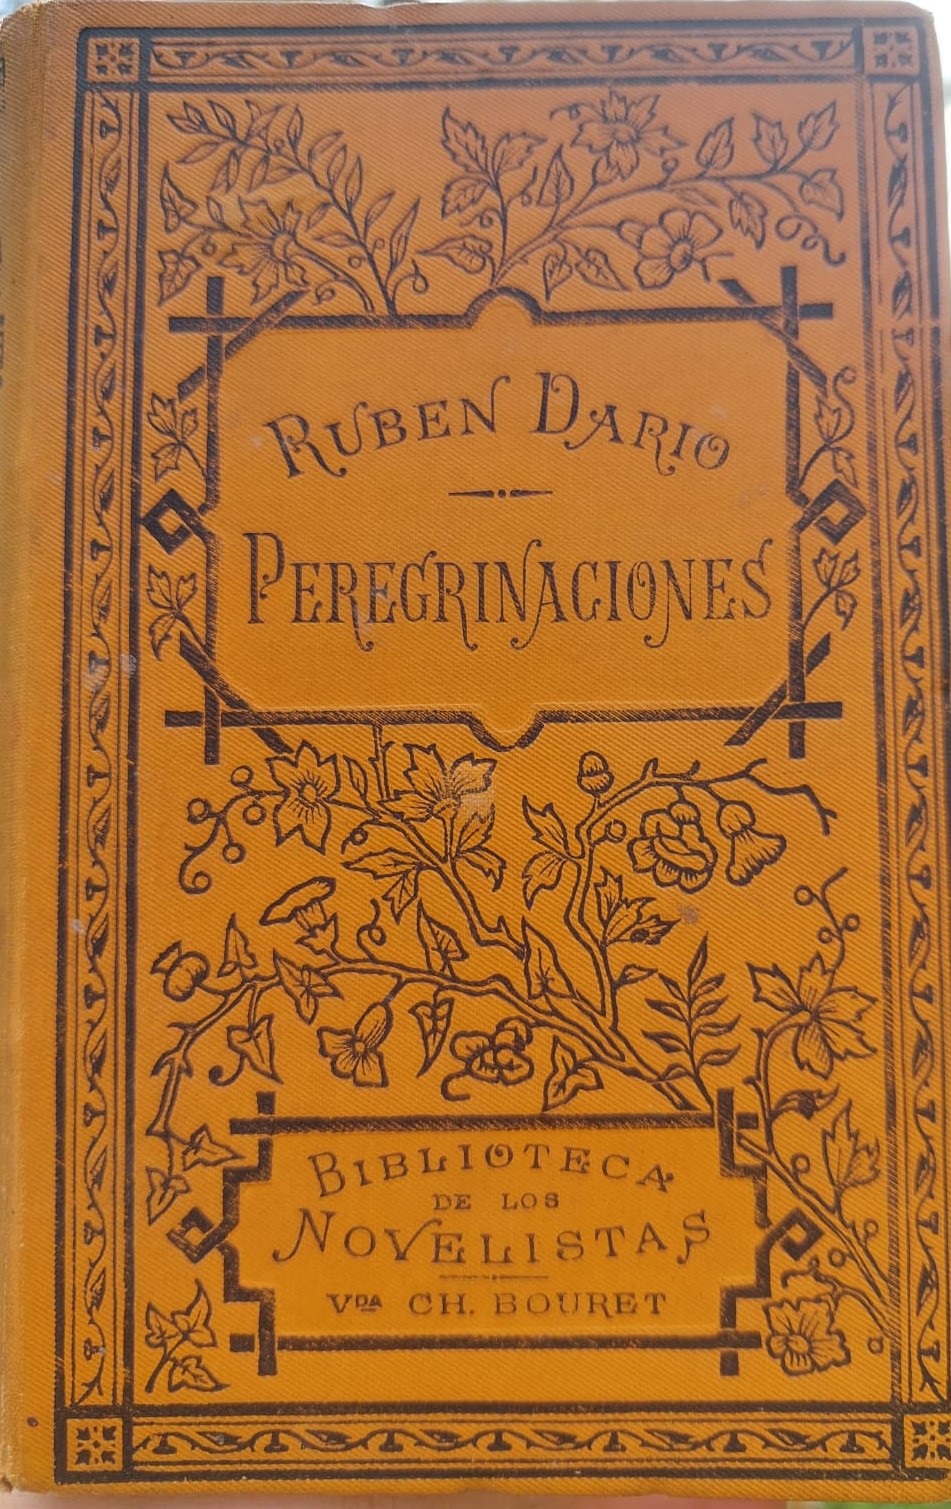 RUBEN DARIO
PEREGRINACIONES
BIBLIOTECA
DE LOS
NOVELISTAS
VDA CH. BOURET